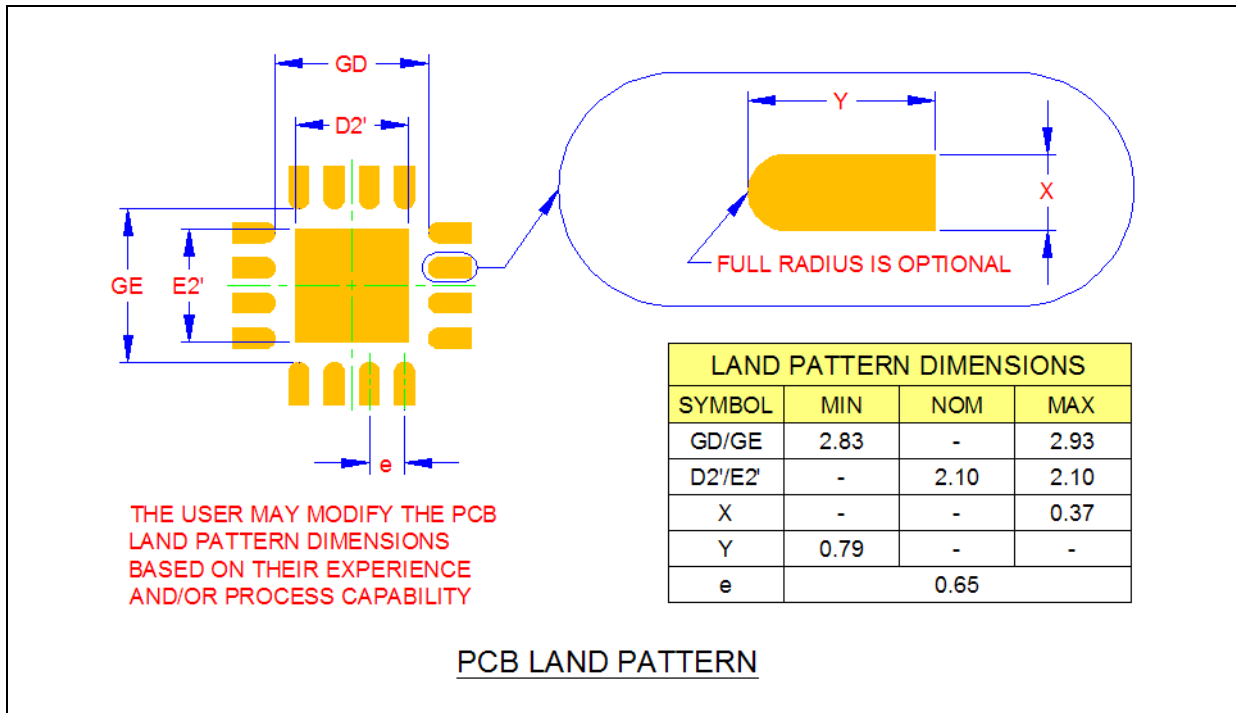 GD
D2'
GE
E2'
e
Y
X
FULL RADIUS IS OPTIONAL
THE USER MAY MODIFY THE PCB
LAND PATTERN DIMENSIONS
BASED ON THEIR EXPERIENCE
AND/OR PROCESS CAPABILITY
LAND PATTERN DIMENSIONS
SYMBOL MIN NOM MAX
GD/GE 2.83 - 2.93
D2'/E2' - 2.10 2.10
X - - 0.37
Y 0.79 - -
e 0.65
PCB LAND PATTERN